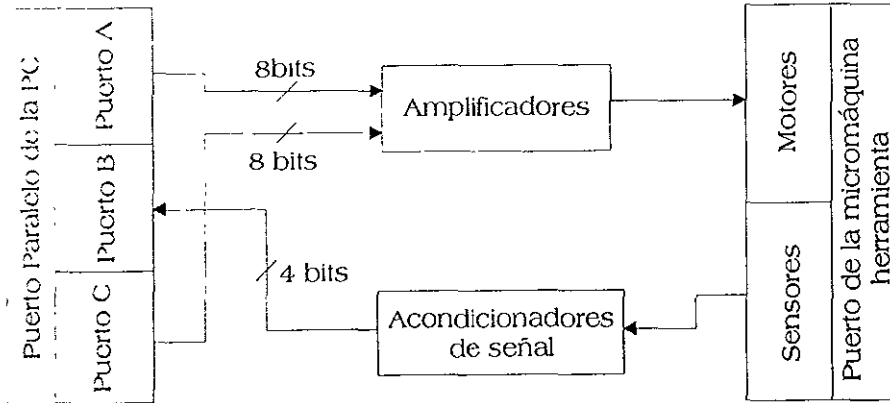 Puerto Paralelo de la PC
Puerto A
Puerto B
Puerto C
8bits
8 bits
4 bits
Amplificadores
Acondicionadores
de señal
Motores
Sensores
Puerto de la micromáquina
herramienta